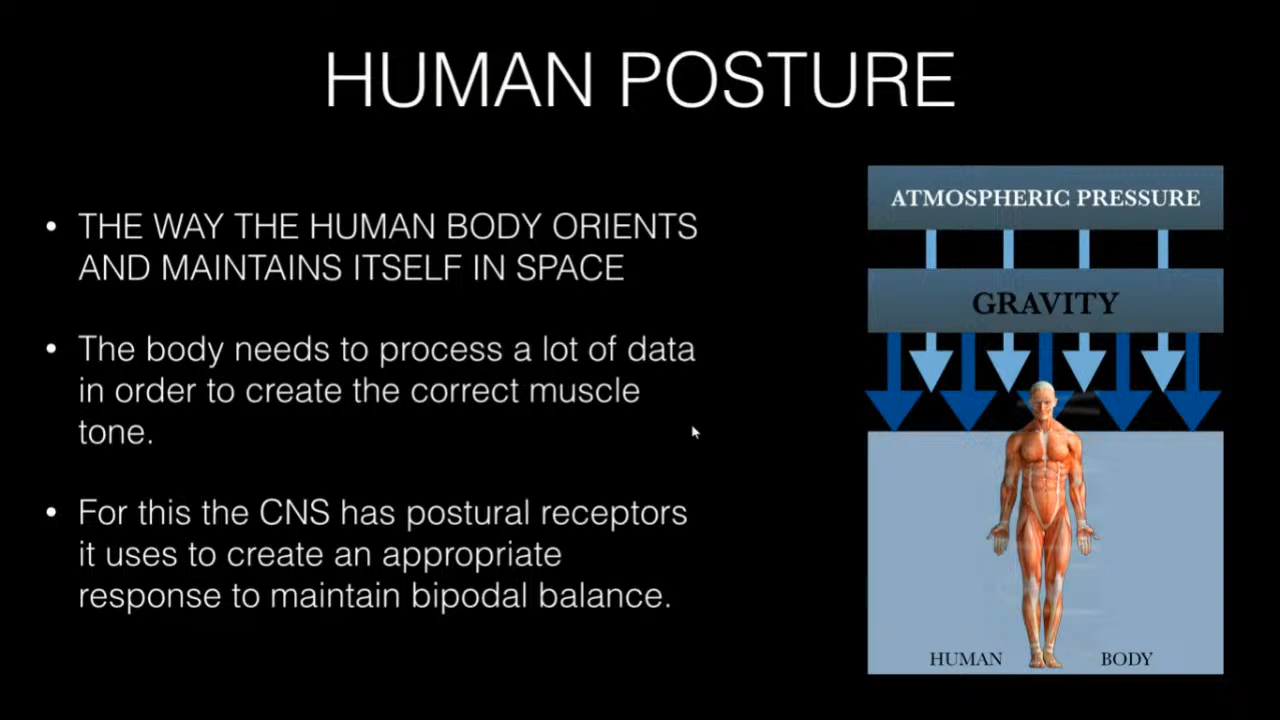 HUMAN POSTURE
• THE WAY THE HUMAN BODY ORIENTS
AND MAINTAINS ITSELF IN SPACE
• The body needs to process a lot of data
in order to create the correct muscle
tone.
• For this the CNS has postural receptors
it uses to create an appropriate
response to maintain bipodal balance.
ATMOSPHERIC PRESSURE
GRAVITY
HUMAN BODY